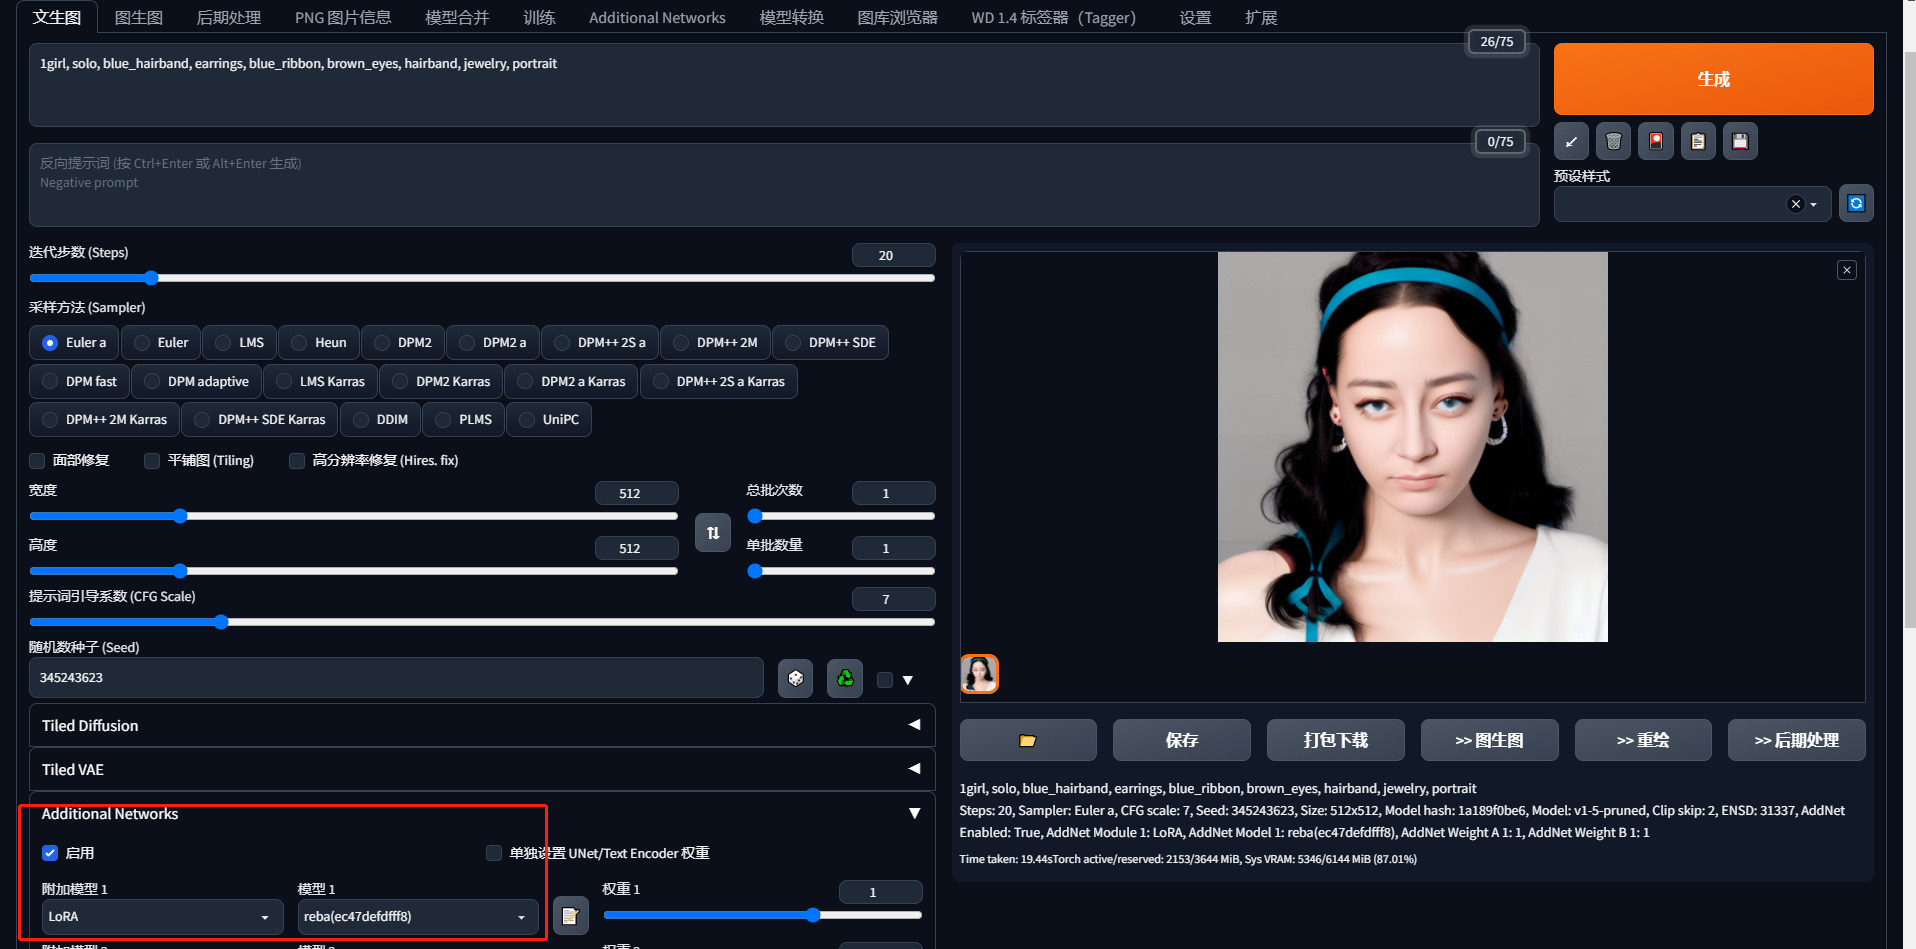 文生图 图生图 后期处理 PNG 图片信息 模型合并 训练 Additional Networks 模型转换 图库浏览器 WD 1.4 标签器（Tagger） 设置 扩展
26/75
1girl, solo, blue_hairband, earrings, blue_ribbon, brown_eyes, hairband, jewelry, portrait
生成
0/75
反向提示词 (按 Ctrl+Enter 或 Alt+Enter 生成)
Negative prompt
预设样式
迭代步数 (Steps) 20
采样方法 (Sampler)
Euler a Euler LMS Heun DPM2 DPM2 a DPM++ 2S a DPM++ 2M DPM++ SDE
DPM fast DPM adaptive LMS Karras DPM2 Karras DPM2 a Karras DPM++ 2S a Karras
DPM++ 2M Karras DPM++ SDE Karras DDIM PLMS UniPC
面部修复 平铺图 (Tiling) 高分辨率修复 (Hires. fix)
宽度 512 总批次数 1
高度 512 单批数量 1
提示词引导系数 (CFG Scale) 7
随机数种子 (Seed)
345243623
Tiled Diffusion
Tiled VAE
Additional Networks
启用 单独设置 UNet/Text Encoder 权重
附加模型 1 模型 1 权重 1 1
LoRA reba(ec47defdfff8)
保存 打包下载 >> 图生图 >> 重绘 >> 后期处理
1girl, solo, blue_hairband, earrings, blue_ribbon, brown_eyes, hairband, jewelry, portrait
Steps: 20, Sampler: Euler a, CFG scale: 7, Seed: 345243623, Size: 512x512, Model hash: 1a189f0be6, Model: v1-5-pruned, Clip skip: 2, ENSD: 31337, AddNet
Enabled: True, AddNet Module 1: LoRA, AddNet Model 1: reba(ec47defdfff8), AddNet Weight A 1: 1, AddNet Weight B 1: 1
Time taken: 19.44sTorch active/reserved: 2153/3644 MiB, Sys VRAM: 5346/6144 MiB (87.01%)